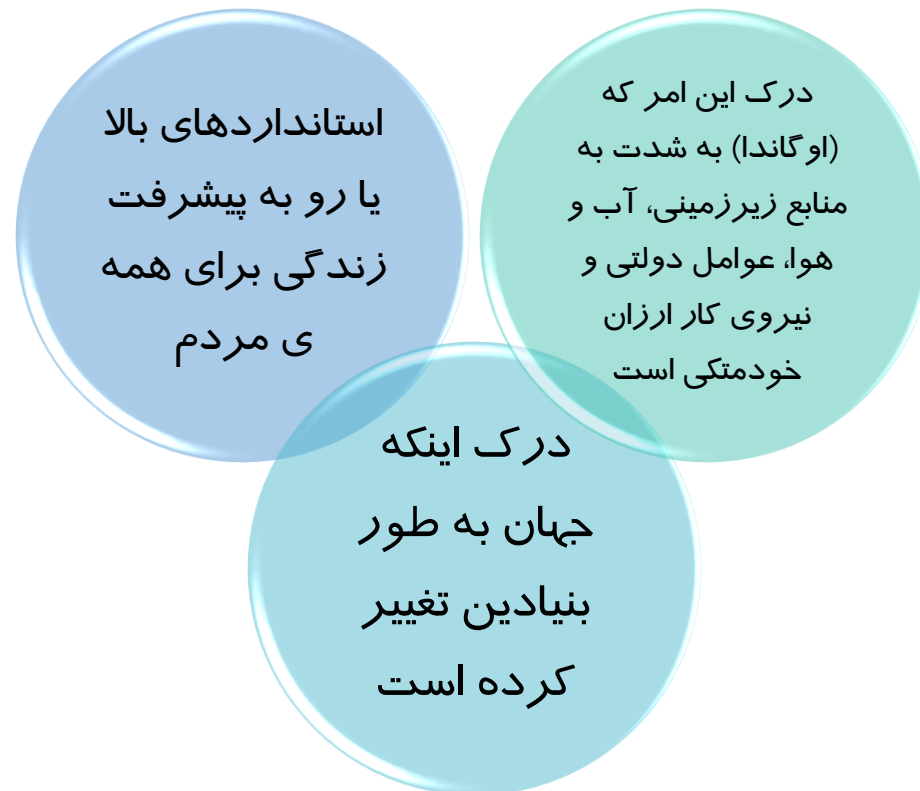 درک این امر که
(اوگاندا) به شدت به
منابع زیرزمینی، آب و
هوا، عوامل دولتی و
نیروی کار ارزان
خودمتکی است
استانداردهای بالا
یا رو به پیشرفت
زندگی برای همه
ی مردم
درک اینکه
جهان به طور
بنیادین تغییر
کرده است